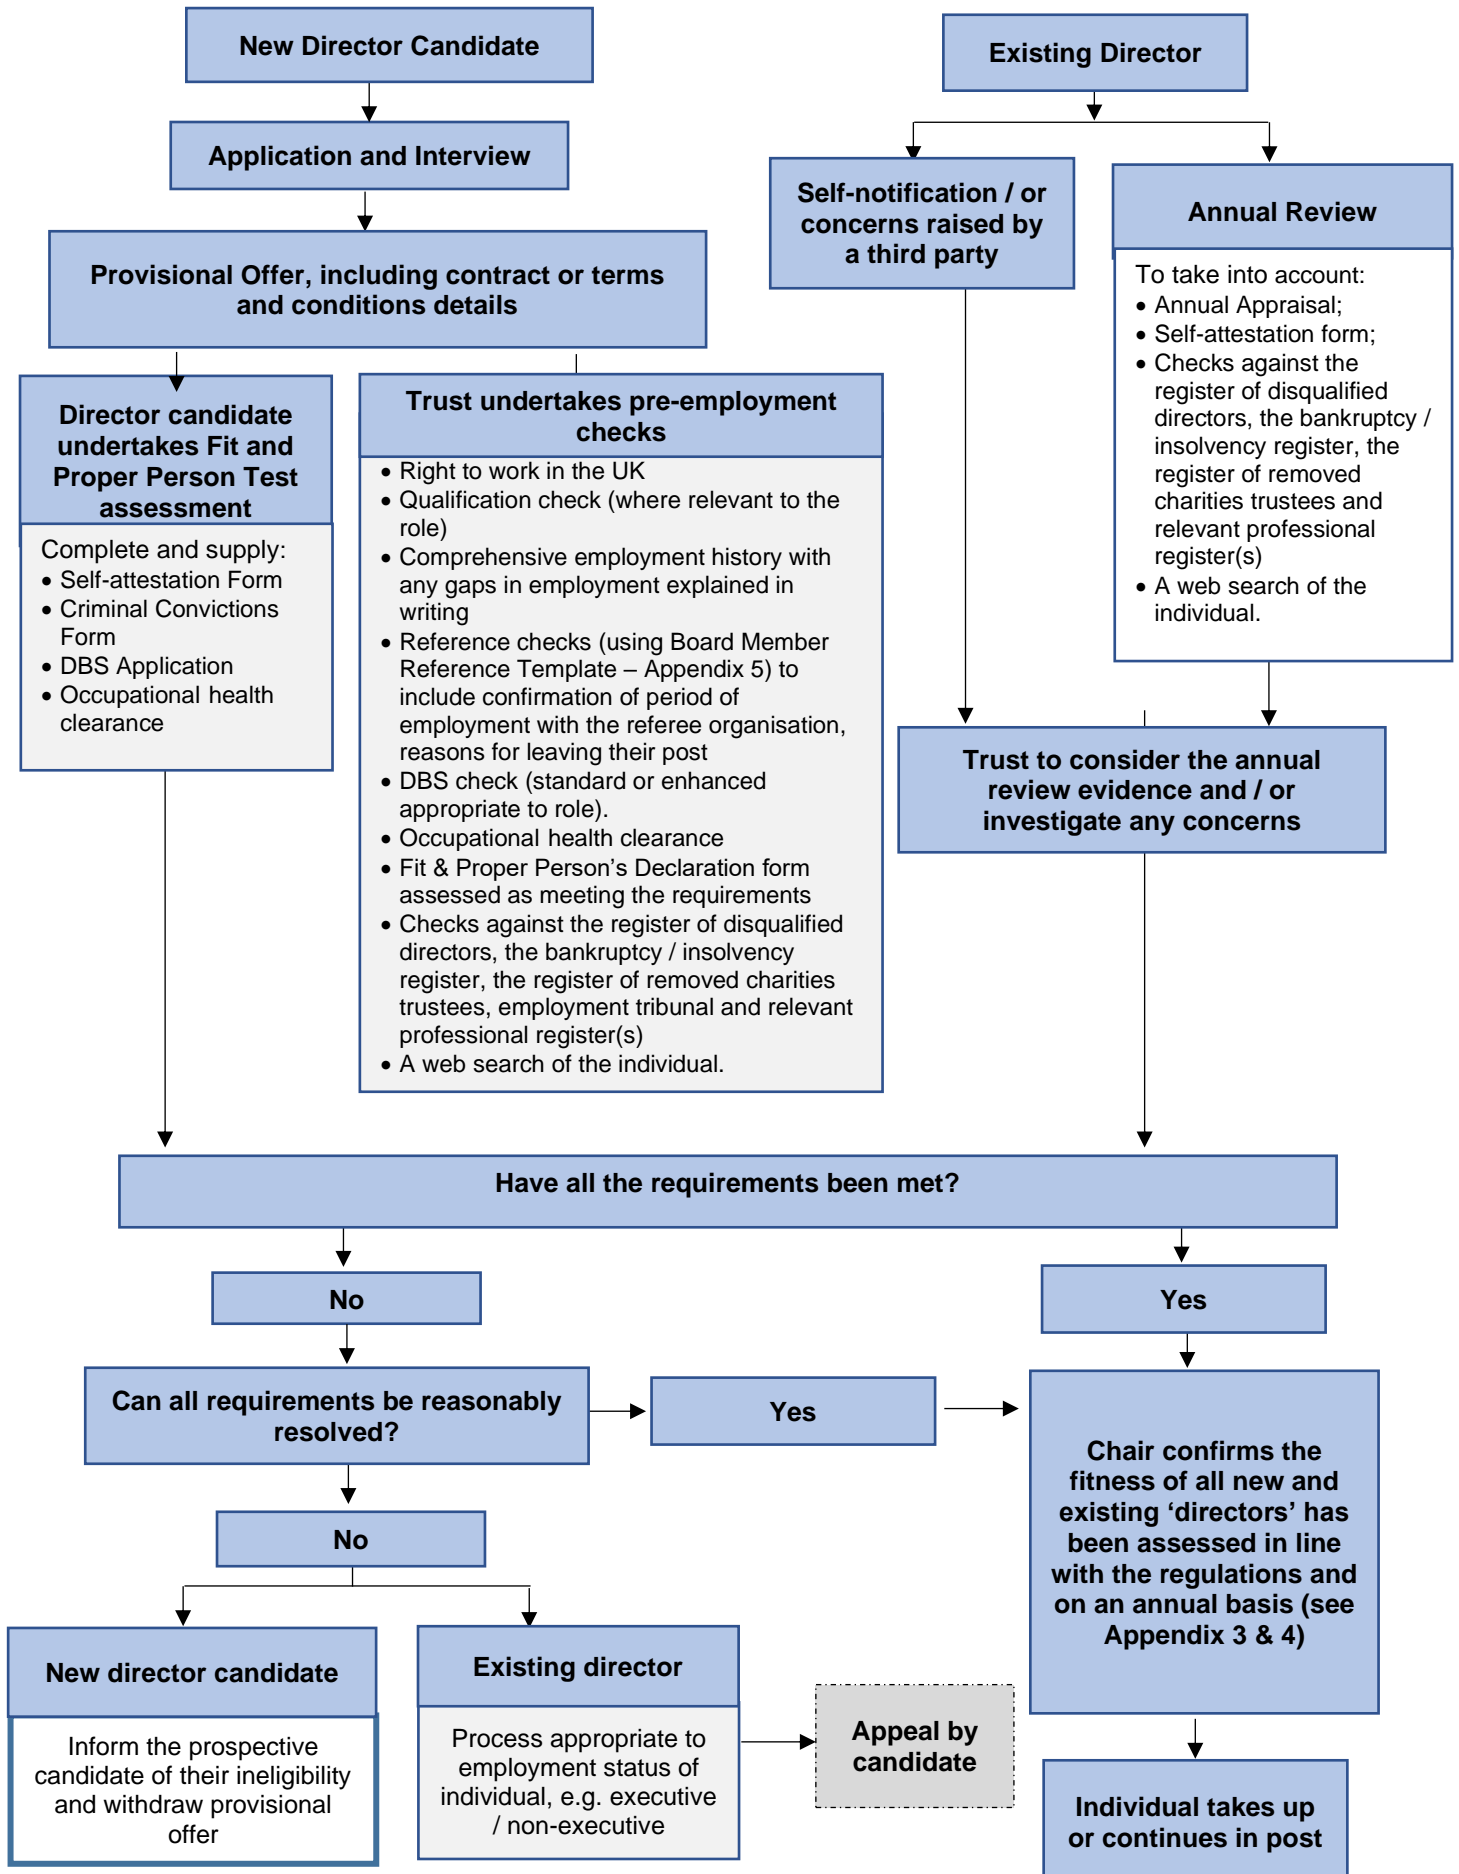 New Director Candidate
Application and Interview
Provisional Offer, including contract or terms
and conditions details
Director candidate
undertakes Fit and
Proper Person Test
assessment
Complete and supply:
• Self-attestation Form
• Criminal Convictions
Form
• DBS Application
• Occupational health
clearance
Trust undertakes pre-employment
checks
• Right to work in the UK
• Qualification check (where relevant to the
role)
• Comprehensive employment history with
any gaps in employment explained in
writing
• Reference checks (using Board Member
Reference Template – Appendix 5) to
include confirmation of period of
employment with the referee organisation,
reasons for leaving their post
• DBS check (standard or enhanced
appropriate to role).
• Occupational health clearance
• Fit & Proper Person’s Declaration form
assessed as meeting the requirements
• Checks against the register of disqualified
directors, the bankruptcy / insolvency
register, the register of removed charities
trustees, employment tribunal and relevant
professional register(s)
• A web search of the individual.
Existing Director
Self-notification / or
concerns raised by
a third party
Annual Review
To take into account:
• Annual Appraisal;
• Self-attestation form;
• Checks against the
register of disqualified
directors, the bankruptcy /
insolvency register, the
register of removed
charities trustees and
relevant professional
register(s)
• A web search of the
individual.
Trust to consider the annual
review evidence and / or
investigate any concerns
Have all the requirements been met?
No
Yes
Can all requirements be reasonably
resolved?
Yes
Chair confirms the
fitness of all new and
existing ‘directors’ has
been assessed in line
with the regulations and
on an annual basis (see
Appendix 3 & 4)
No
New director candidate
Inform the prospective
candidate of their ineligibility
and withdraw provisional
offer
Existing director
Process appropriate to
employment status of
individual, e.g. executive
/ non-executive
Appeal by
candidate
Individual takes up
or continues in post